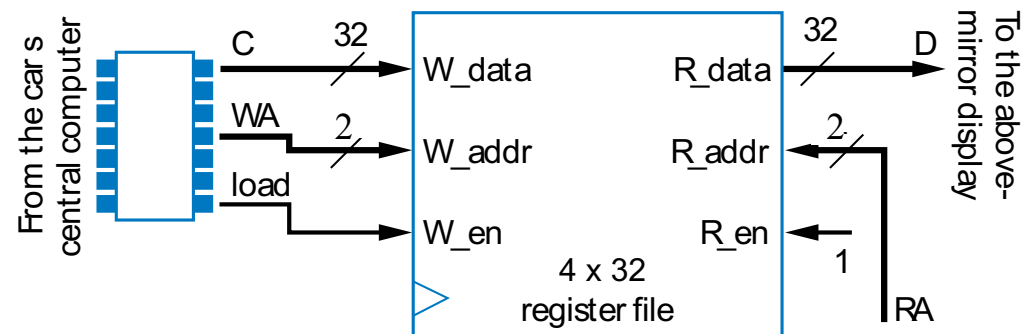 From the car s
central computer
C
32
W_data
WA
2
W_addr
load
W_en
4 x 32
register file
R_data
32
D
R_addr
2
R_en
1
RA
To the above-
mirror display